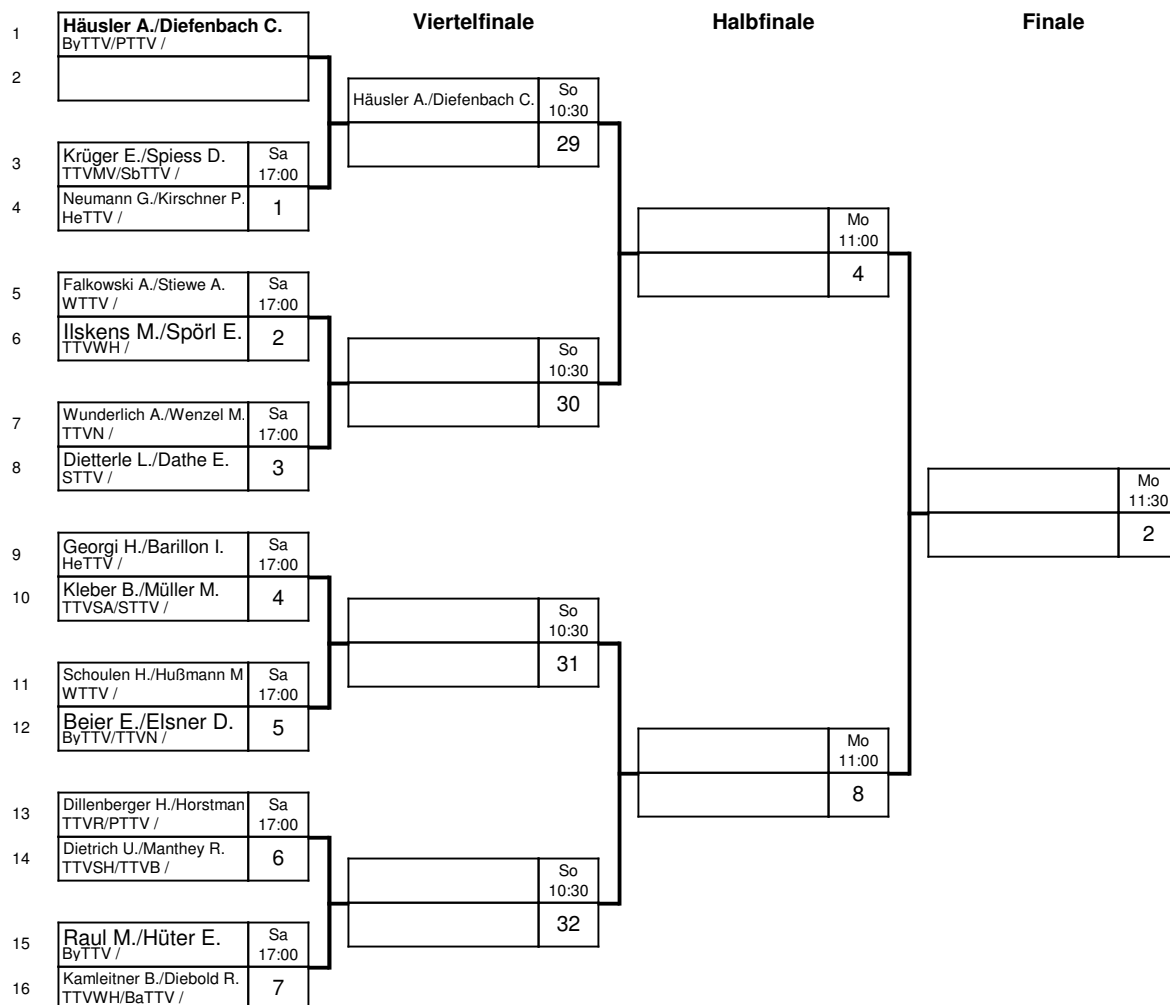 Viertelfinale
Halbfinale
Finale
1
Häusler A./Diefenbach C.
ByTTV/PTTV /
2
Häusler A./Diefenbach C.
So
10:30
29
3
Krüger E./Spiess D.
TTVMV/SbTTV /
Sa
17:00
4
Neumann G./Kirschner P.
HeTTV /
1
Mo
11:00
4
5
Falkowski A./Stiewe A.
WTTV /
Sa
17:00
6
Ilskens M./Spörl E.
TTVWH /
2
So
10:30
30
7
Wunderlich A./Wenzel M.
TTVN /
Sa
17:00
8
Dietterle L./Dathe E.
STTV /
3
Mo
11:30
2
9
Georgi H./Barillon I.
HeTTV /
Sa
17:00
10
Kleber B./Müller M.
TTVSA/STTV /
4
So
10:30
31
11
Schoulen H./Hußmann M
WTTV /
Sa
17:00
12
Beier E./Elsner D.
ByTTV/TTVN /
5
Mo
11:00
8
13
Dillenberger H./Horstman
TTVR/PTTV /
Sa
17:00
14
Dietrich U./Manthey R.
TTVSH/TTVB /
6
So
10:30
32
15
Raul M./Hüter E.
ByTTV /
Sa
17:00
16
Kamleitner B./Diebold R.
TTVWH/BaTTV /
7